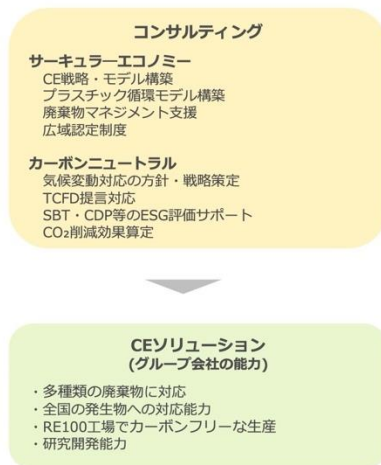 コンサルティング
サーキュラーエコノミー
CE戦略・モデル構築
プラスチック循環モデル構築
廃棄物マネジメント支援
広域認定制度
カーボンニュートラル
気候変動対応の方針・戦略策定
TCFD提言対応
SBT・CDP等のESG評価サポート
CO₂削減効果算定
CEソリューション
(グループ会社の能力)
・多種類の廃棄物に対応
・全国の発生物への対応能力
・RE100工場でカーボンフリーな生産
・研究開発能力